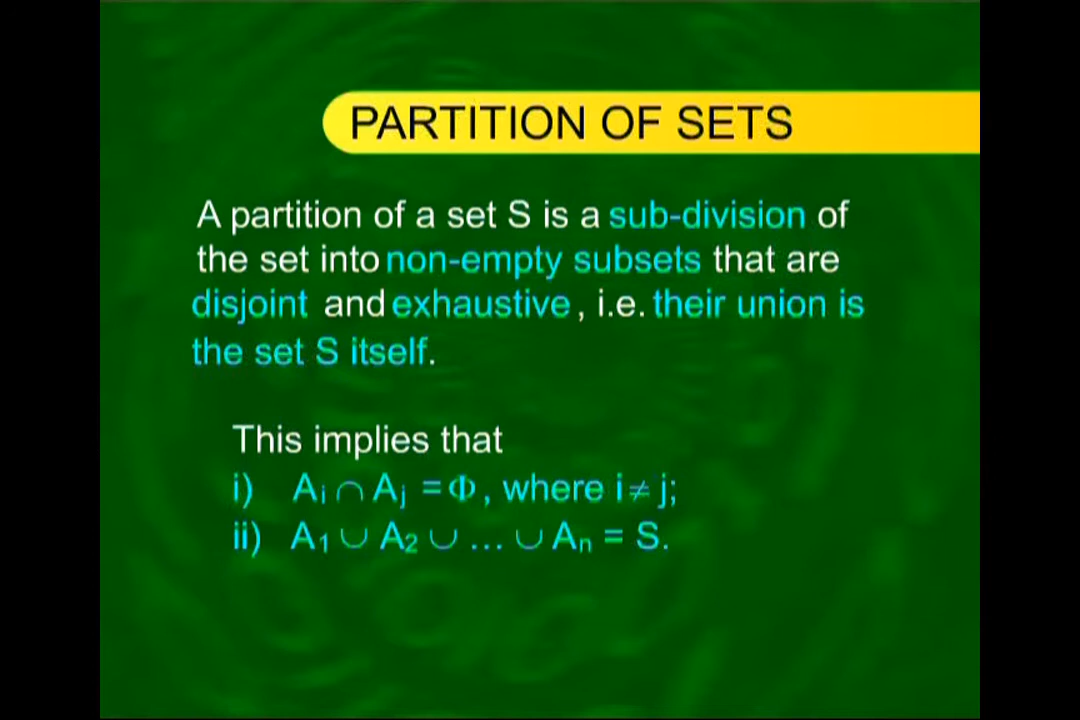 PARTITION OF SETS
A partition of a set S is a sub-division of
the set into non-empty subsets that are
disjoint and exhaustive, i.e. their union is
the set S itself.
This implies that
i) Aᵢ ∩ Aⱼ = Φ, where i ≠ j;
ii) A₁ ∪ A₂ ∪ ... ∪ Aₙ = S.